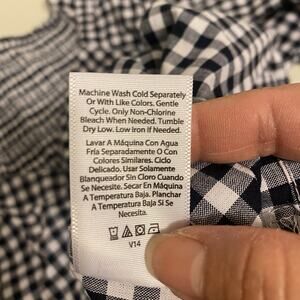 Machine Wash Cold Separately
Or With Like Colors. Gentle
Cycle. Only Non-Chlorine
Bleach When Needed. Tumble
Dry Low. Low Iron If Needed.
Lavar A Máquina Con Agua
Fría Separadamente O Con
Colores Similares. Ciclo
Delicado. Usar Solamente
Blanqueador Sin Cloro Cuando
Se Necesite. Secar En Máquina
A Temperatura Baja. Planchar
A Temperatura Baja Si Se
Necesita.
V14